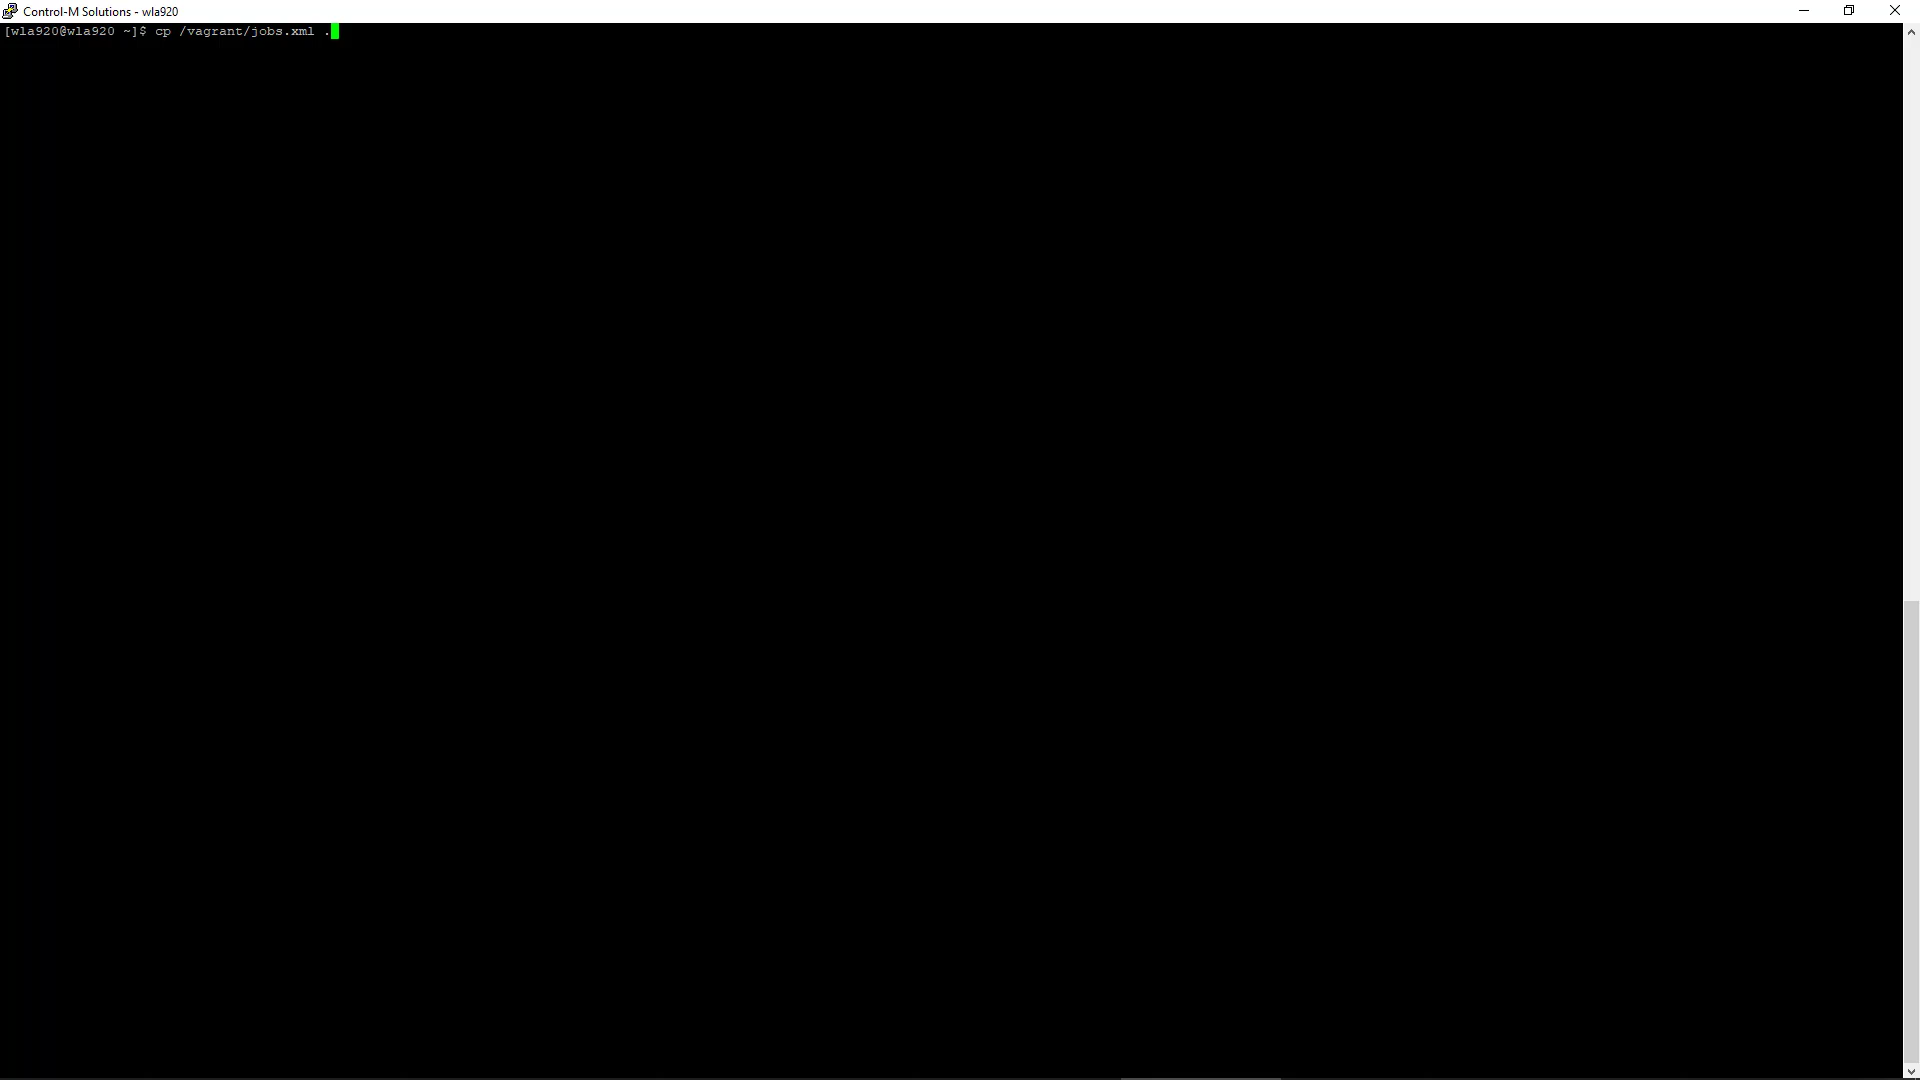 Control-M Solutions - wla920
[wla920@wla920 ~]$ cp /vagrant/jobs.xml .